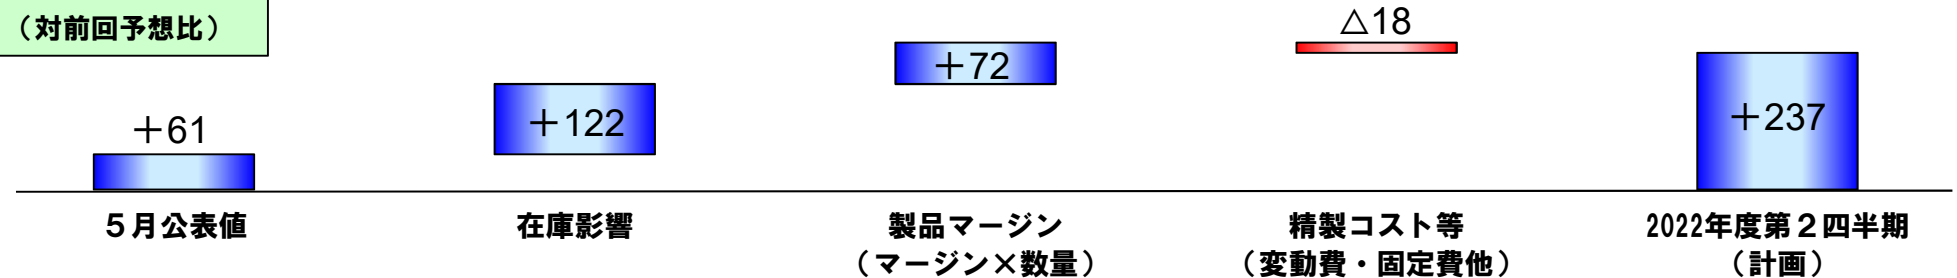 （対前回予想比）
＋61
＋122
＋72
△18
＋237
５月公表値
在庫影響
製品マージン
（マージン×数量）
精製コスト等
（変動費・固定費他）
2022年度第２四半期
（計画）